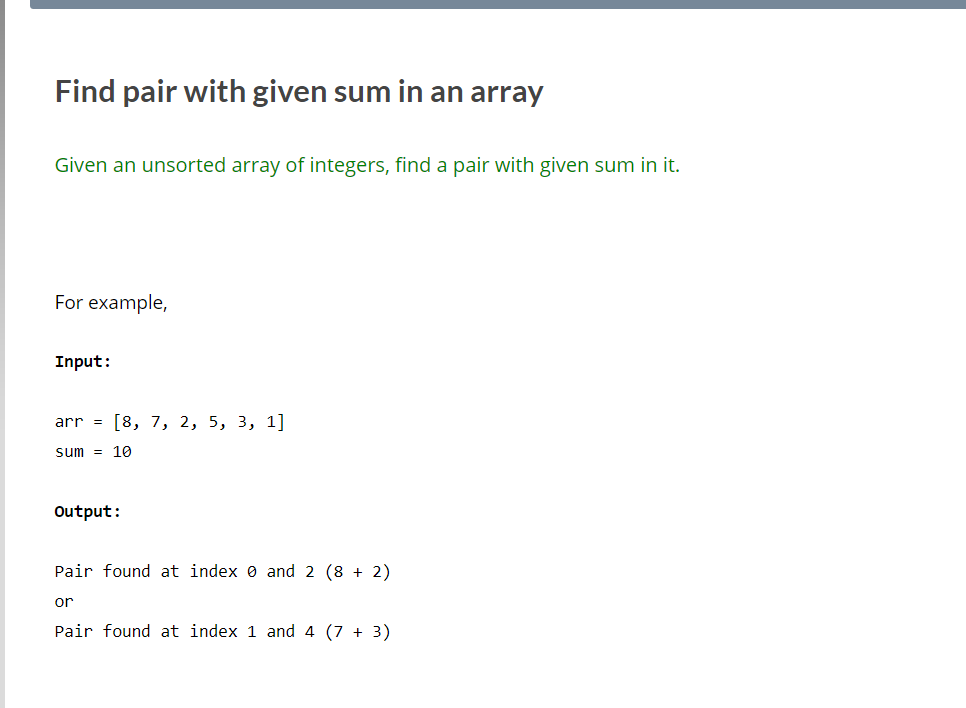 Find pair with given sum in an array
Given an unsorted array of integers, find a pair with given sum in it.
For example,
Input:
arr = [8, 7, 2, 5, 3, 1]
sum = 10
Output:
Pair found at index 0 and 2 (8 + 2)
or
Pair found at index 1 and 4 (7 + 3)